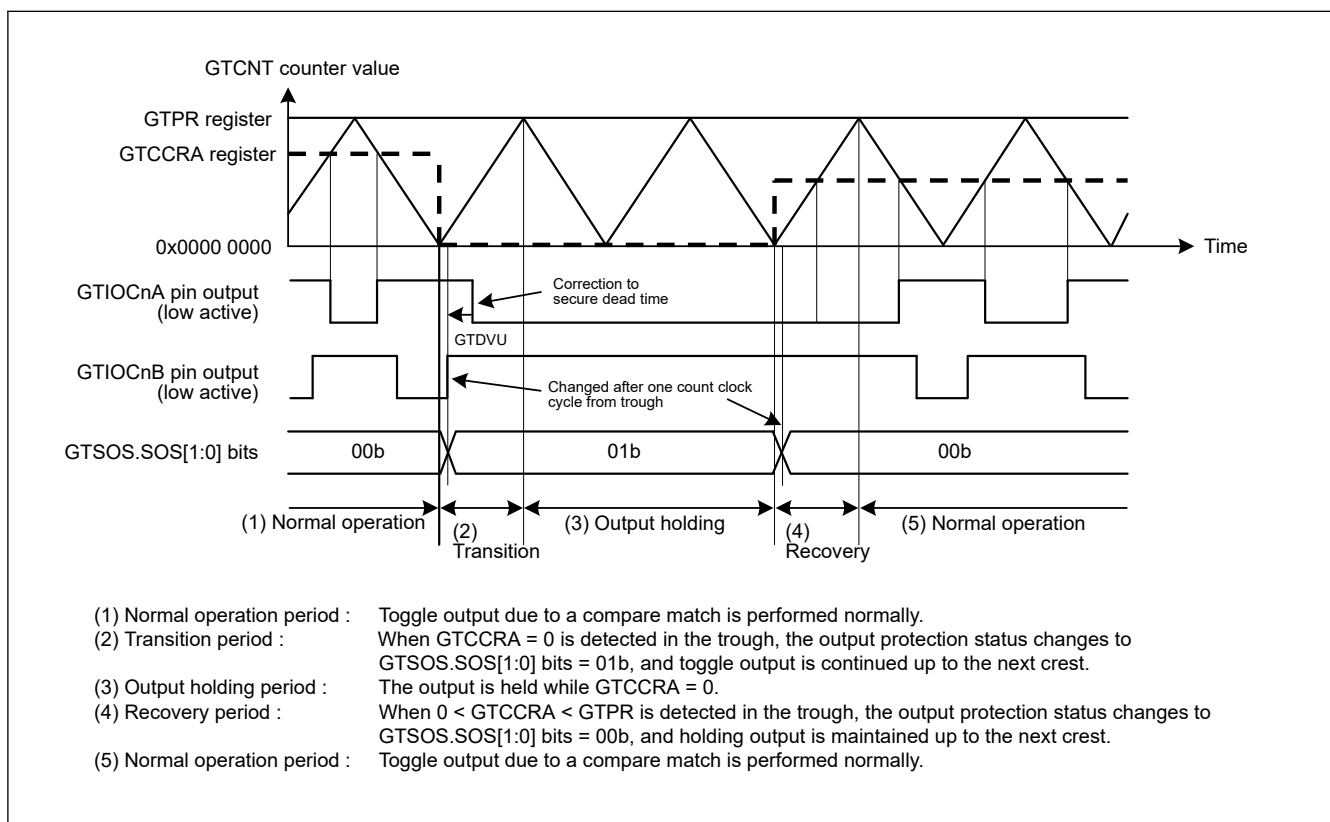 GTCNT counter value
GTPR register
GTCCRA register
0x0000 0000
Time
GTIOCnA pin output
(low active)
Correction to
secure dead time
GTDVU
GTIOCnB pin output
(low active)
Changed after one count clock
cycle from trough
GTSOS.SOS[1:0] bits
00b
01b
00b
(1) Normal operation
(2)
Transition
(3) Output holding
(4)
Recovery
(5) Normal operation
(1) Normal operation period : Toggle output due to a compare match is performed normally.
(2) Transition period : When GTCCRA = 0 is detected in the trough, the output protection status changes to
GTSOS.SOS[1:0] bits = 01b, and toggle output is continued up to the next crest.
(3) Output holding period : The output is held while GTCCRA = 0.
(4) Recovery period : When 0 < GTCCRA < GTPR is detected in the trough, the output protection status changes to
GTSOS.SOS[1:0] bits = 00b, and holding output is maintained up to the next crest.
(5) Normal operation period : Toggle output due to a compare match is performed normally.